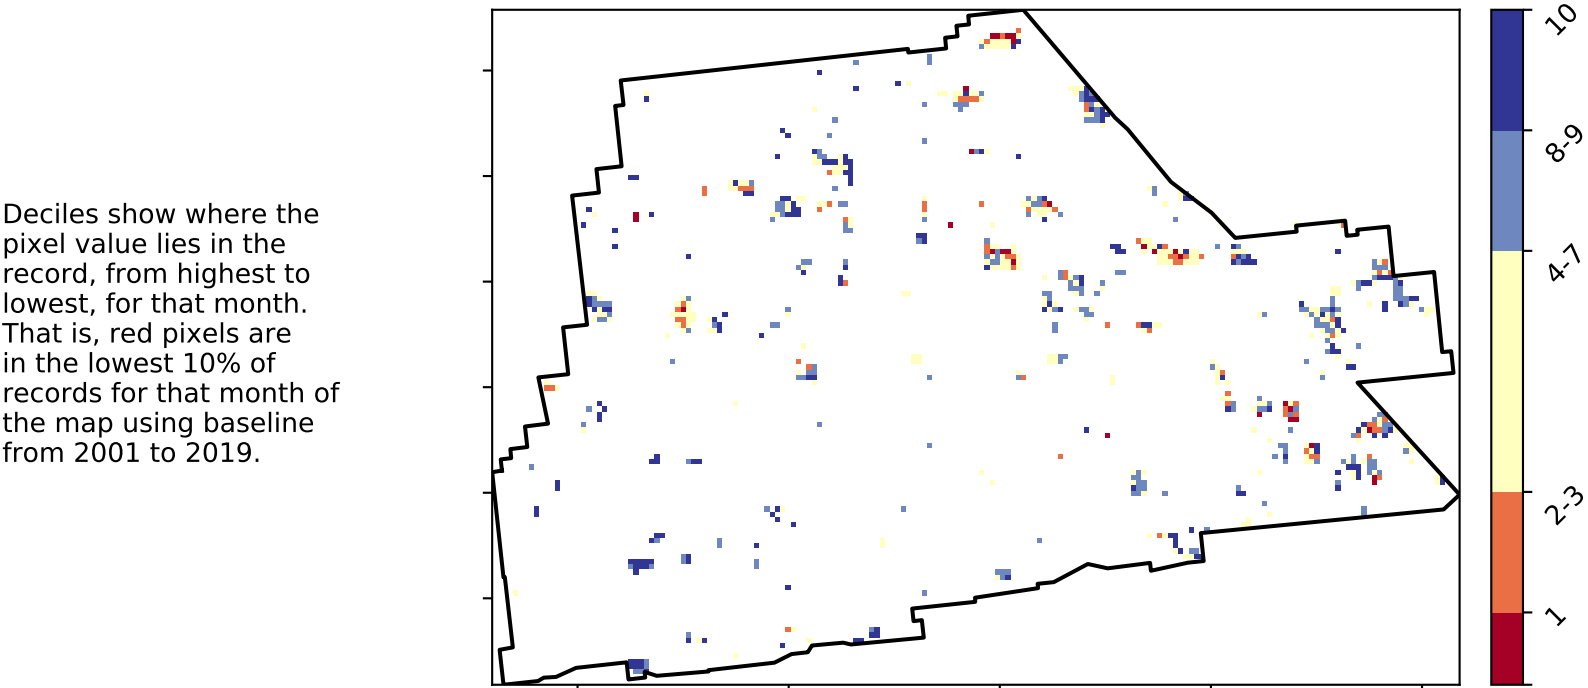 Deciles show where the
pixel value lies in the
record, from highest to
lowest, for that month.
That is, red pixels are
in the lowest 10% of
records for that month of
the map using baseline
from 2001 to 2019.
10
8-9
4-7
2-3
1